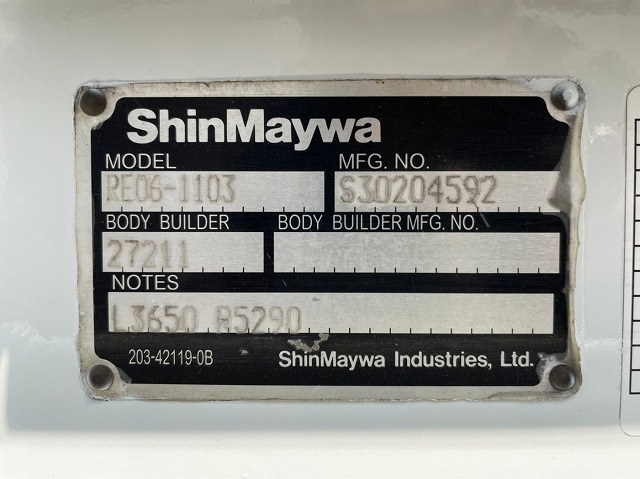 ShinMaywa
MODEL MFG. NO.
RE06-1103 S30204592
BODY BUILDER BODY BUILDER MFG. NO.
27211
NOTES
L3650 R5290
203-42119-0B ShinMaywa Industries, Ltd.